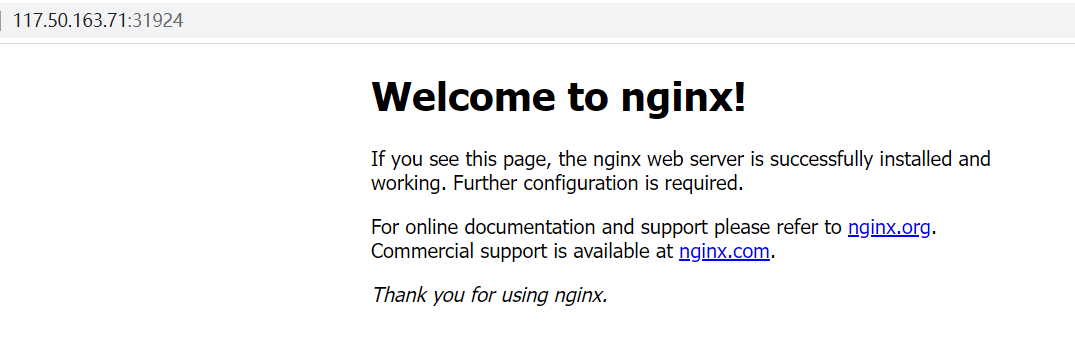 117.50.163.71:31924
Welcome to nginx!
If you see this page, the nginx web server is successfully installed and
working. Further configuration is required.
For online documentation and support please refer to nginx.org.
Commercial support is available at nginx.com.
Thank you for using nginx.